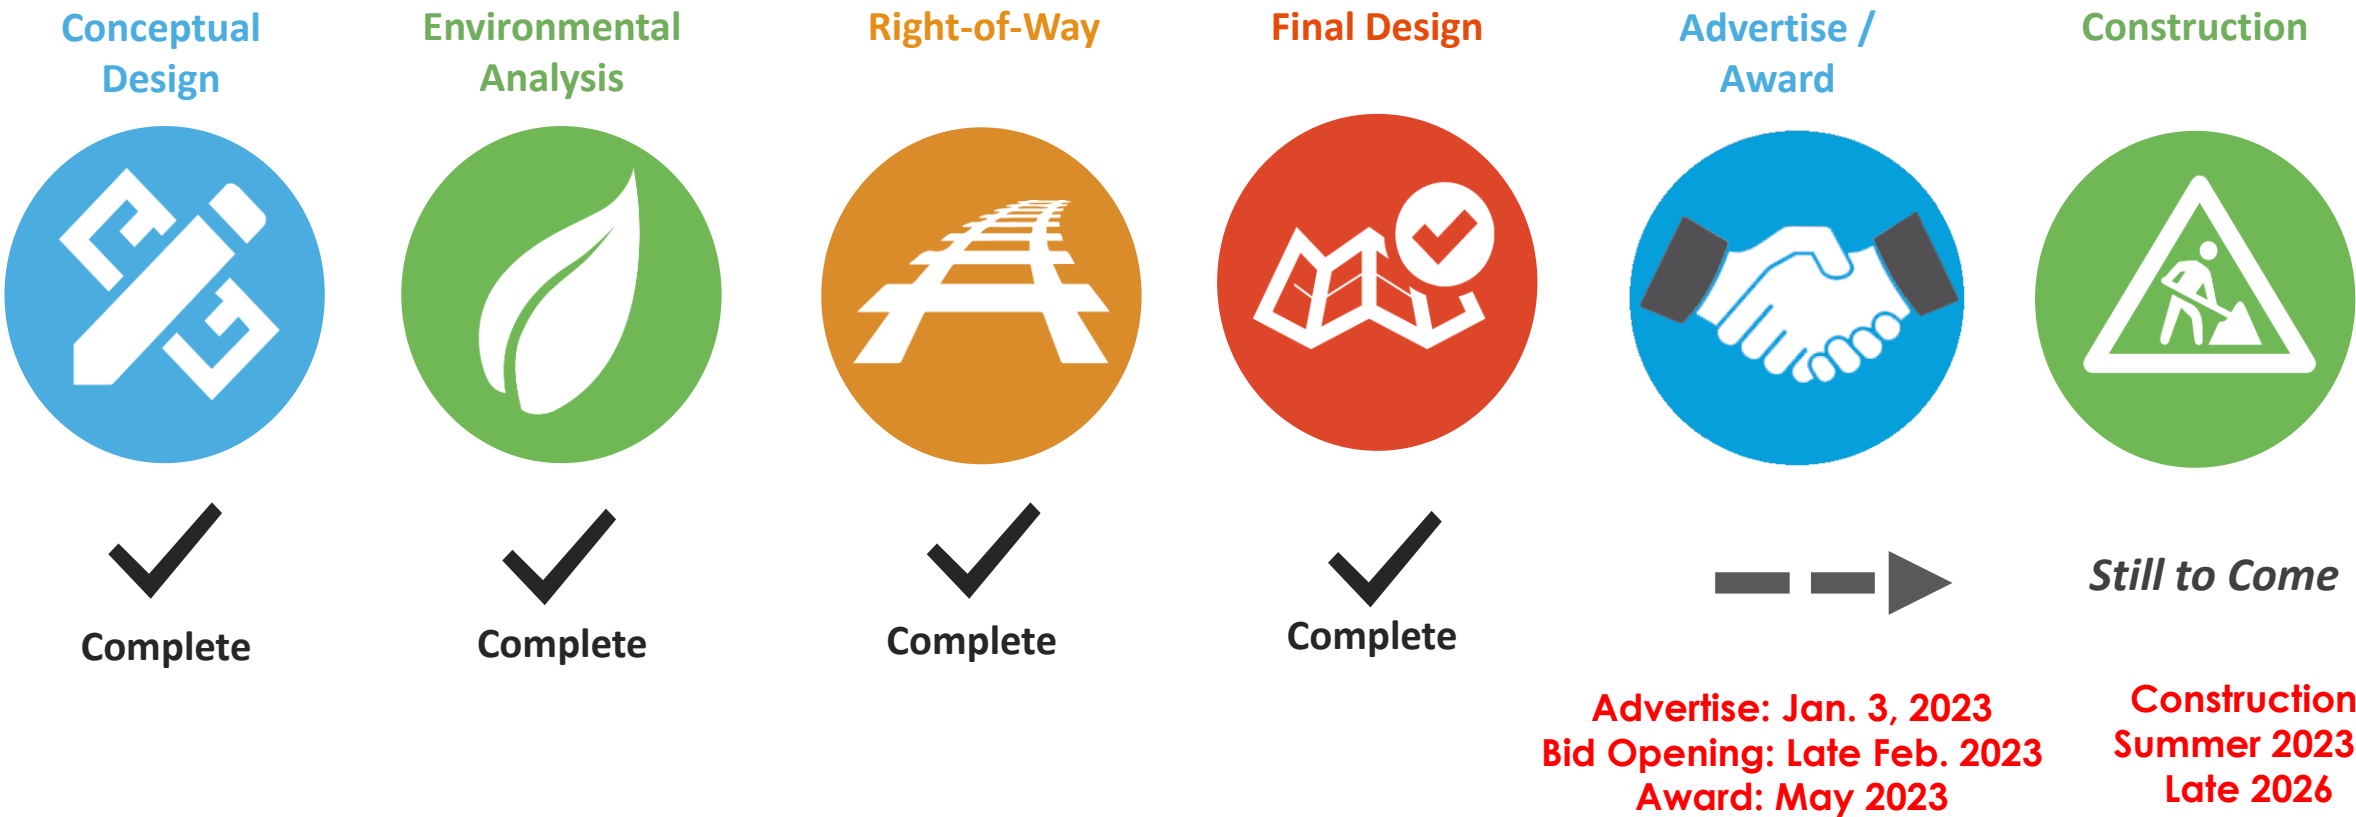 Conceptual
Design
Environmental
Analysis
Right-of-Way
Final Design
Advertise /
Award
Construction
Complete
Complete
Complete
Complete
Still to Come
Advertise: Jan. 3, 2023
Bid Opening: Late Feb. 2023
Award: May 2023
Construction
Summer 2023
Late 2026